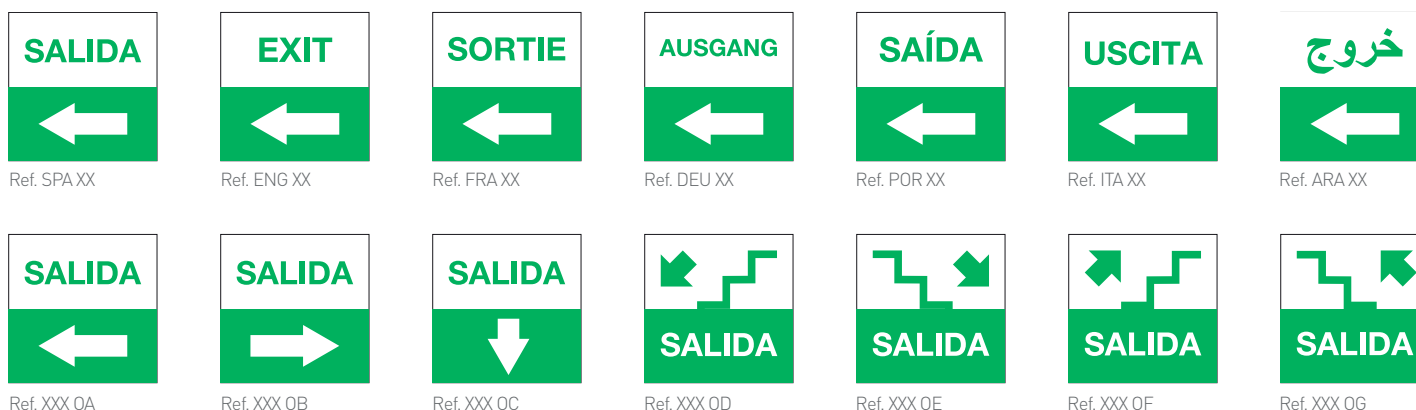 SALIDA
EXIT
SORTIE
AUSGANG
SAÍDA
USCITA
خروج
Ref. SPA XX
Ref. ENG XX
Ref. FRA XX
Ref. DEU XX
Ref. POR XX
Ref. ITA XX
Ref. ARA XX
SALIDA
SALIDA
SALIDA
SALIDA
SALIDA
SALIDA
SALIDA
Ref. XXX 0A
Ref. XXX 0B
Ref. XXX 0C
Ref. XXX 0D
Ref. XXX 0E
Ref. XXX 0F
Ref. XXX 0G